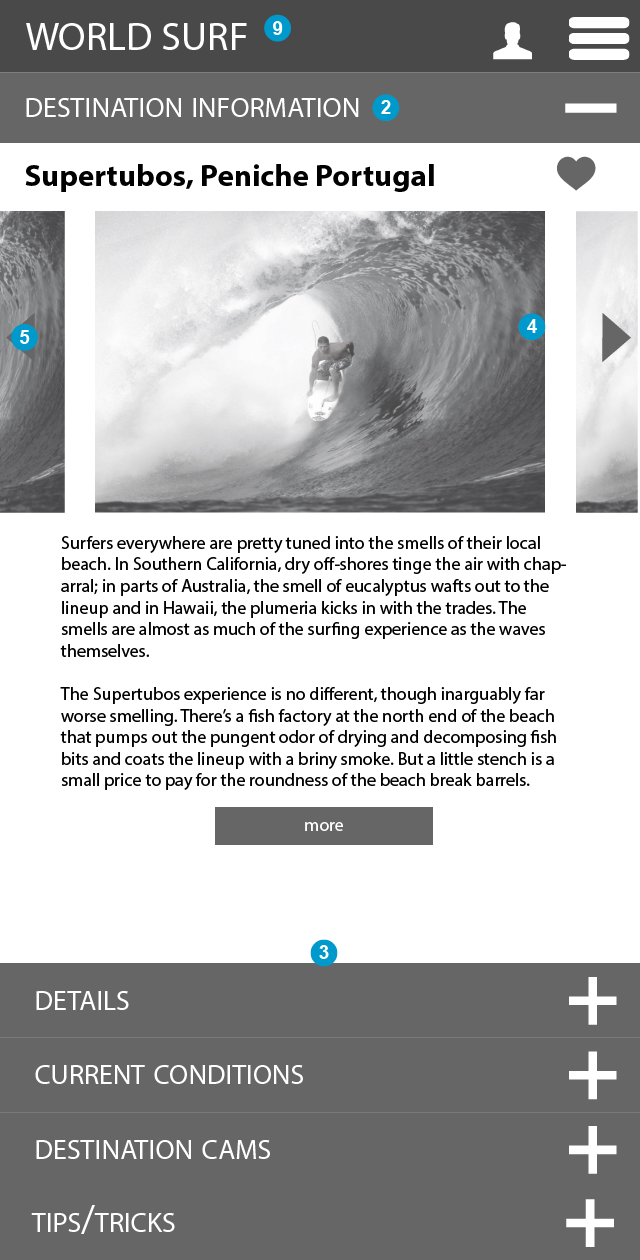 WORLD SURF 9
DESTINATION INFORMATION 2
Supertubos, Peniche Portugal
5
4
Surfers everywhere are pretty tuned into the smells of their local
beach. In Southern California, dry off-shores tinge the air with chap-
arral; in parts of Australia, the smell of eucalyptus wafts out to the
lineup and in Hawaii, the plumeria kicks in with the trades. The
smells are almost as much of the surfing experience as the waves
themselves.
The Supertubos experience is no different, though inarguably far
worse smelling. There's a fish factory at the north end of the beach
that pumps out the pungent odor of drying and decomposing fish
bits and coats the lineup with a briny smoke. But a little stench is a
small price to pay for the roundness of the beach break barrels.
more
3
DETAILS
CURRENT CONDITIONS
DESTINATION CAMS
TIPS/TRICKS